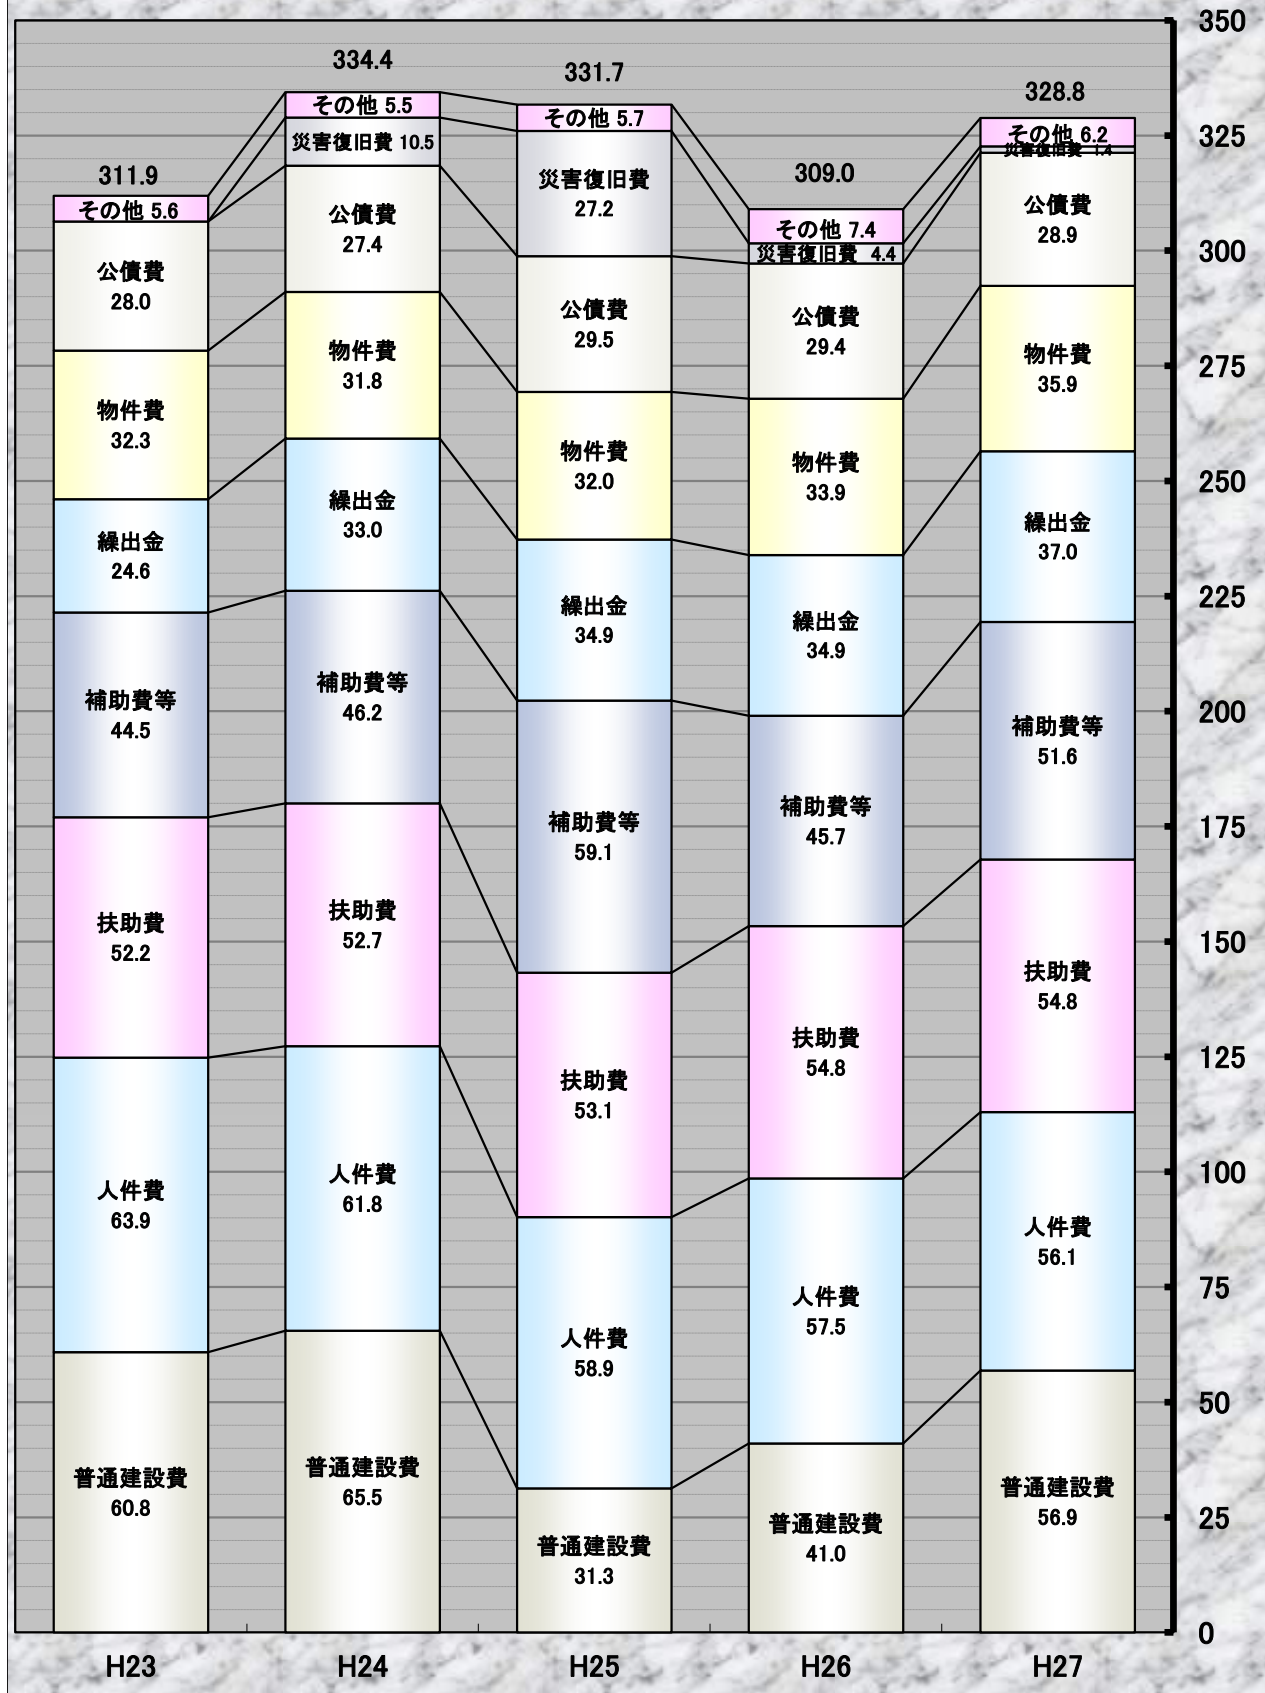 311.9
その他 5.6
公債費
28.0
物件費
32.3
繰出金
24.6
補助費等
44.5
扶助費
52.2
人件費
63.9
普通建設費
60.8
H23
334.4
その他 5.5
災害復旧費 10.5
公債費
27.4
物件費
31.8
繰出金
33.0
補助費等
46.2
扶助費
52.7
人件費
61.8
普通建設費
65.5
H24
331.7
その他 5.7
災害復旧費
27.2
公債費
29.5
物件費
32.0
繰出金
34.9
補助費等
59.1
扶助費
53.1
人件費
58.9
普通建設費
31.3
H25
309.0
その他 7.4
災害復旧費 4.4
公債費
29.4
物件費
33.9
繰出金
34.9
補助費等
45.7
扶助費
54.8
人件費
57.5
普通建設費
41.0
H26
328.8
その他 6.2
災害復旧費 1.4
公債費
28.9
物件費
35.9
繰出金
37.0
補助費等
51.6
扶助費
54.8
人件費
56.1
普通建設費
56.9
H27
350
325
300
275
250
225
200
175
150
125
100
75
50
25
0